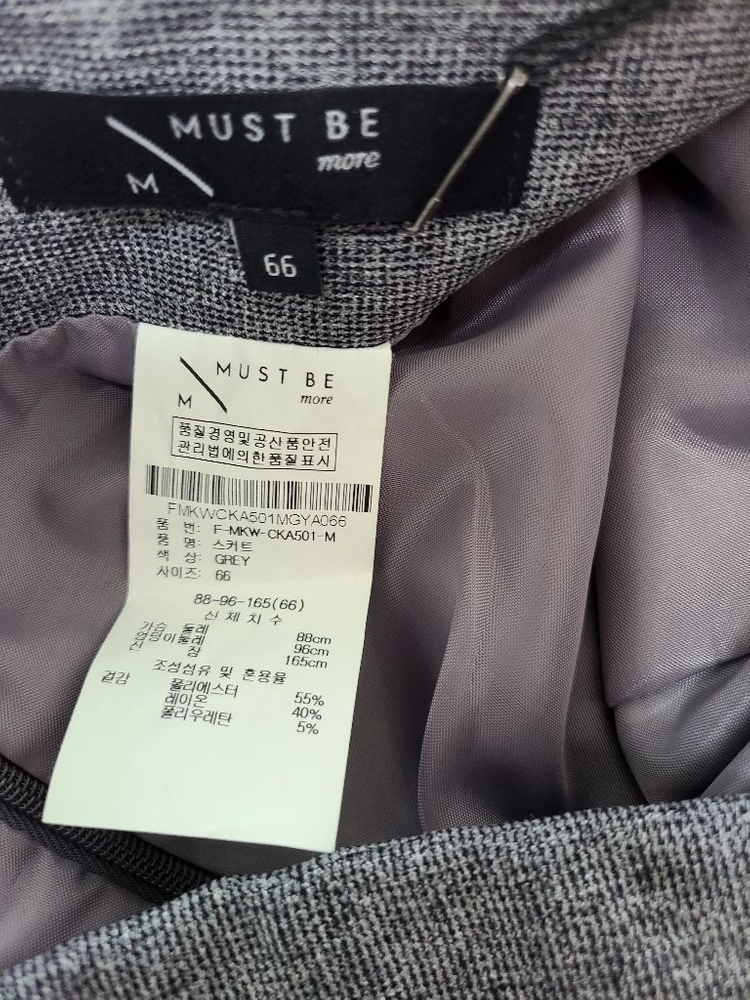 MUST BE
more
M
66
MUST BE
more
M
품질경영및공산품안전
관리법에의한품질표시
FMKWCKA501MGYA066
품 번: F-MKW-CKA501-M
품 명: 스커트
색 상: GREY
사이즈: 66
88-96-165(66)
신체치수
가슴둘레 88cm
엉덩이둘레 96cm
신 장 165cm
조성섬유 및 혼용율
겉감 폴리에스터 55%
레이온 40%
폴리우레탄 5%